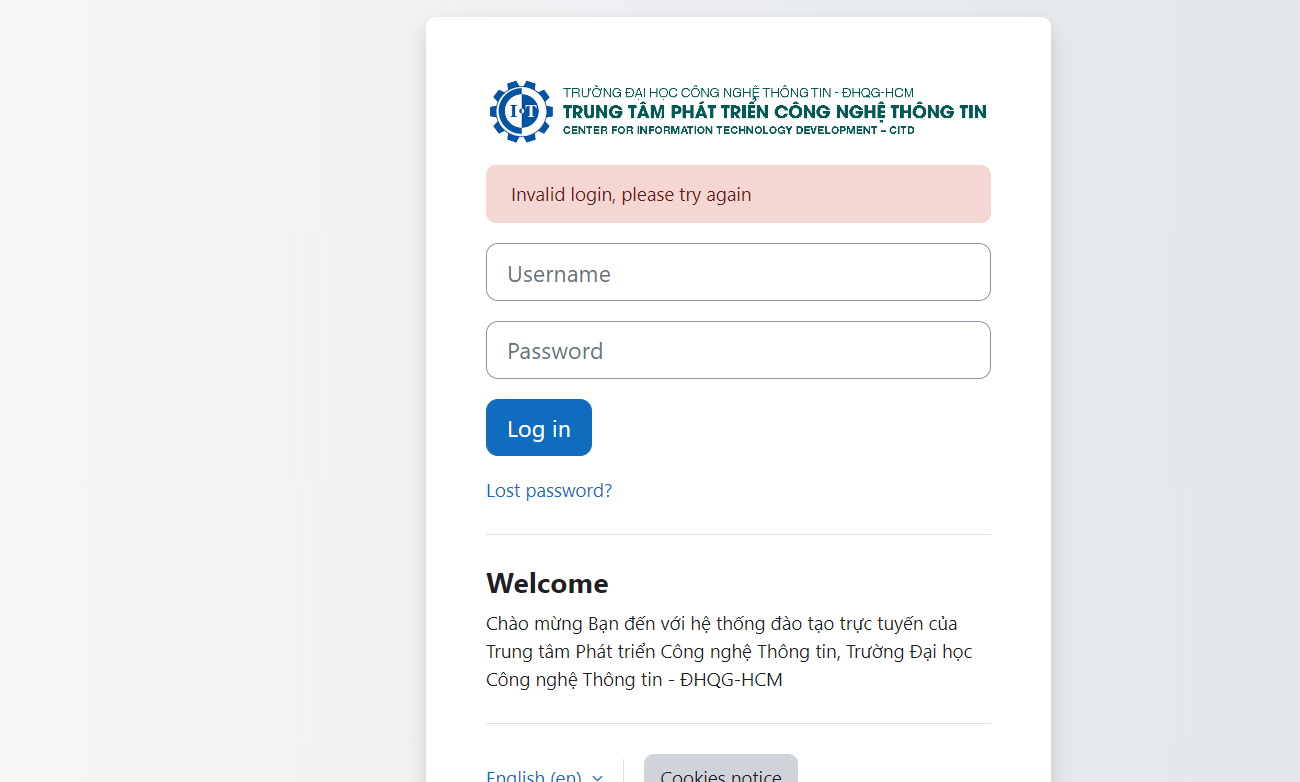 I T
TRƯỜNG ĐẠI HỌC CÔNG NGHỆ THÔNG TIN - ĐHQG-HCM
TRUNG TÂM PHÁT TRIỂN CÔNG NGHỆ THÔNG TIN
CENTER FOR INFORMATION TECHNOLOGY DEVELOPMENT – CITD
Invalid login, please try again
Username
Password
Log in
Lost password?
Welcome
Chào mừng Bạn đến với hệ thống đào tạo trực tuyến của
Trung tâm Phát triển Công nghệ Thông tin, Trường Đại học
Công nghệ Thông tin - ĐHQG-HCM
English (en)
Cookies notice